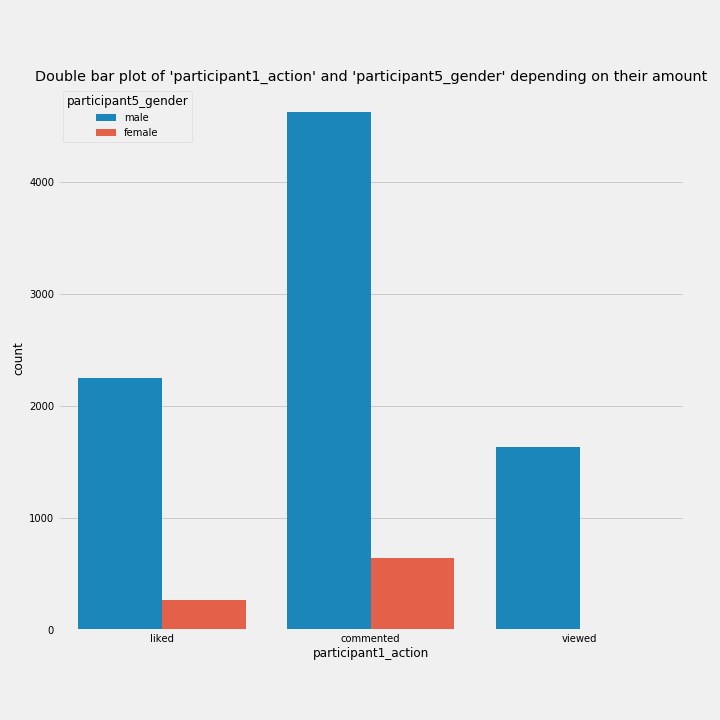 Double bar plot of 'participant1_action' and 'participant5_gender' depending on their amount
participant5_gender
male
female
4000
3000
2000
1000
0
count
liked commented viewed
participant1_action